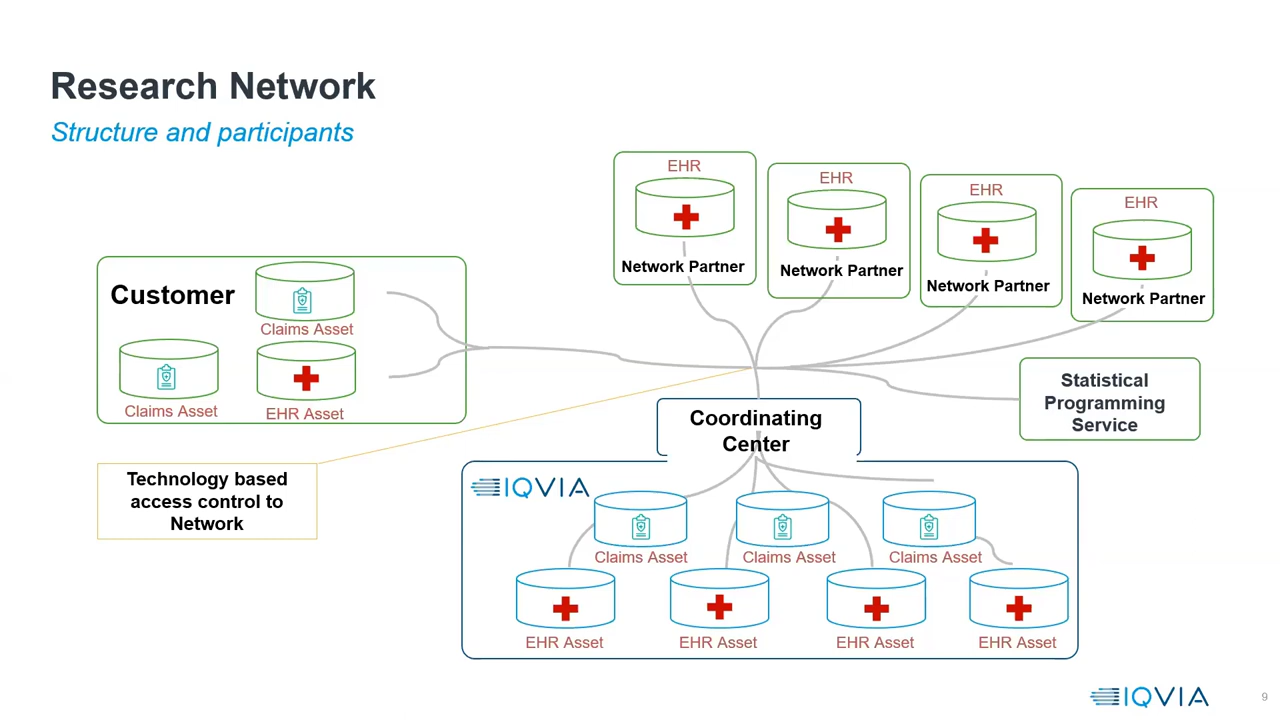 Research Network
Structure and participants
EHR
Network Partner
EHR
Network Partner
EHR
Network Partner
EHR
Network Partner
Customer
Claims Asset
Claims Asset
EHR Asset
Statistical
Programming
Service
Coordinating
Center
Technology based
access control to
Network
IQVIA
Claims Asset
Claims Asset
Claims Asset
EHR Asset
EHR Asset
EHR Asset
EHR Asset
IQVIA
9